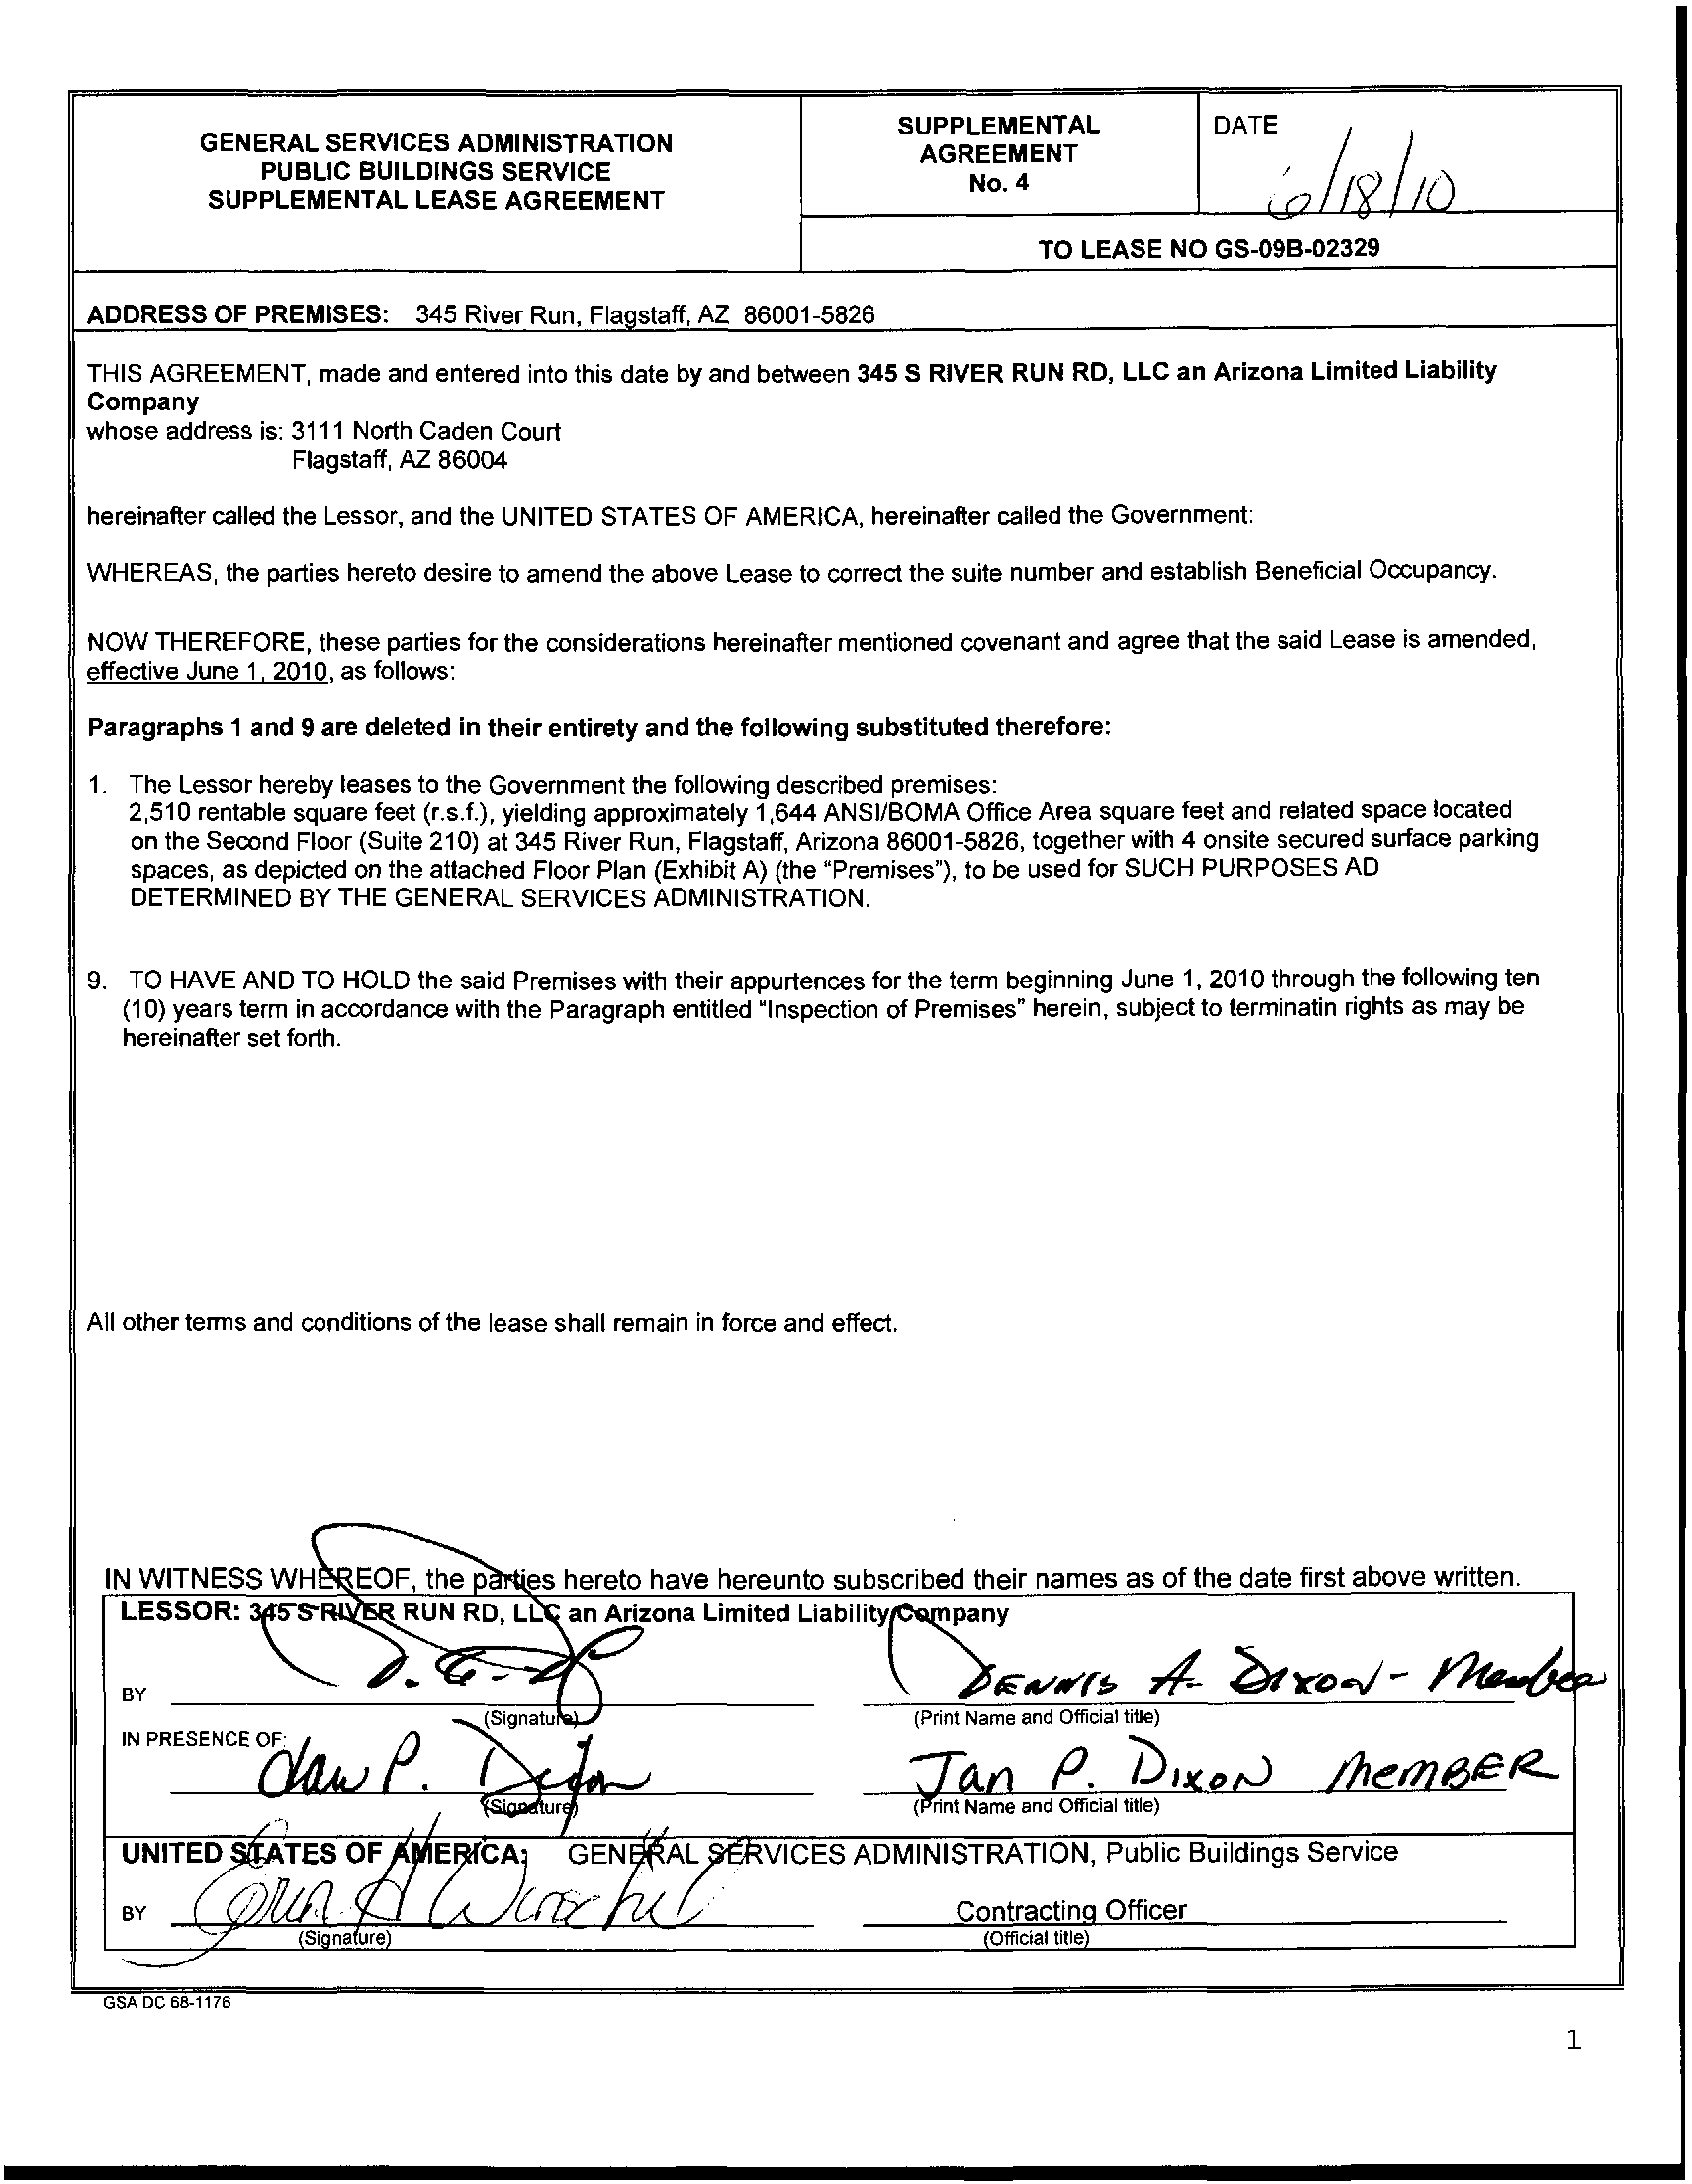 GENERAL SERVICES ADMINISTRATION
PUBLIC BUILDINGS SERVICE
SUPPLEMENTAL LEASE AGREEMENT
SUPPLEMENTAL
AGREEMENT
No. 4
DATE
6/18/10
TO LEASE NO GS-09B-02329
ADDRESS OF PREMISES: 345 River Run, Flagstaff, AZ 86001-5826
THIS AGREEMENT, made and entered into this date by and between 345 S RIVER RUN RD, LLC an Arizona Limited Liability
Company
whose address is: 3111 North Caden Court
Flagstaff, AZ 86004
hereinafter called the Lessor, and the UNITED STATES OF AMERICA, hereinafter called the Government:
WHEREAS, the parties hereto desire to amend the above Lease to correct the suite number and establish Beneficial Occupancy.
NOW THEREFORE, these parties for the considerations hereinafter mentioned covenant and agree that the said Lease is amended,
effective June 1, 2010, as follows:
Paragraphs 1 and 9 are deleted in their entirety and the following substituted therefore:
1. The Lessor hereby leases to the Government the following described premises:
2,510 rentable square feet (r.s.f.), yielding approximately 1,644 ANSI/BOMA Office Area square feet and related space located
on the Second Floor (Suite 210) at 345 River Run, Flagstaff, Arizona 86001-5826, together with 4 onsite secured surface parking
spaces, as depicted on the attached Floor Plan (Exhibit A) (the “Premises”), to be used for SUCH PURPOSES AD
DETERMINED BY THE GENERAL SERVICES ADMINISTRATION.
9. TO HAVE AND TO HOLD the said Premises with their appurtences for the term beginning June 1, 2010 through the following ten
(10) years term in accordance with the Paragraph entitled “Inspection of Premises” herein, subject to terminatin rights as may be
hereinafter set forth.
All other terms and conditions of the lease shall remain in force and effect.
IN WITNESS WHEREOF, the parties hereto have hereunto subscribed their names as of the date first above written.
LESSOR: 345 S RIVER RUN RD, LLC an Arizona Limited Liability Company
BY
DENNIS A. DIXON - Member
(Signature)
(Print Name and Official title)
IN PRESENCE OF:
Jan P. Dixon
Jan P. DIXON MEMBER
(Signature)
(Print Name and Official title)
UNITED STATES OF AMERICA: GENERAL SERVICES ADMINISTRATION, Public Buildings Service
BY
Contracting Officer
(Signature)
(Official title)
GSA DC 68-1176
1